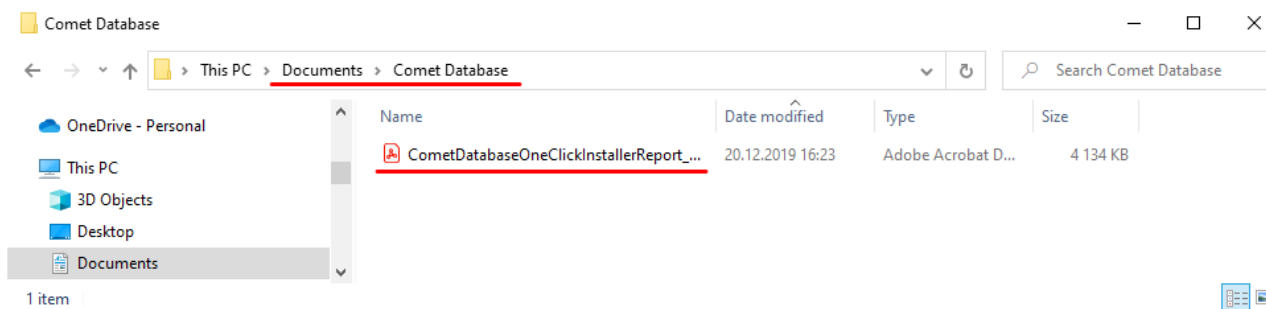 Comet Database
This PC > Documents > Comet Database
Search Comet Database
OneDrive - Personal
This PC
3D Objects
Desktop
Documents
Name Date modified Type Size
CometDatabaseOneClickInstallerReport_... 20.12.2019 16:23 Adobe Acrobat D... 4 134 KB
1 item